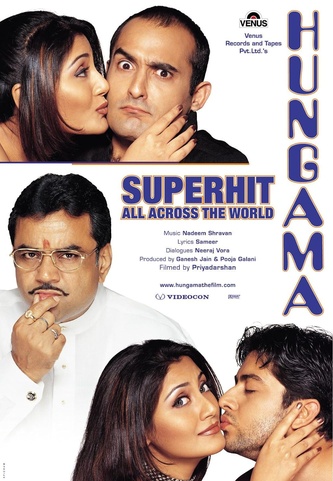 VENUS
Venus
Records and Tapes
Pvt.Ltd.'s
HUNGAMA
SUPERHIT
ALL ACROSS THE WORLD
Music Nadeem Shravan
Lyrics Sameer
Dialogues Neeraj Vora
Produced by Ganesh Jain & Pooja Galani
Filmed by Priyadarshan
www.hungamathefilm.com
VIDEOCON